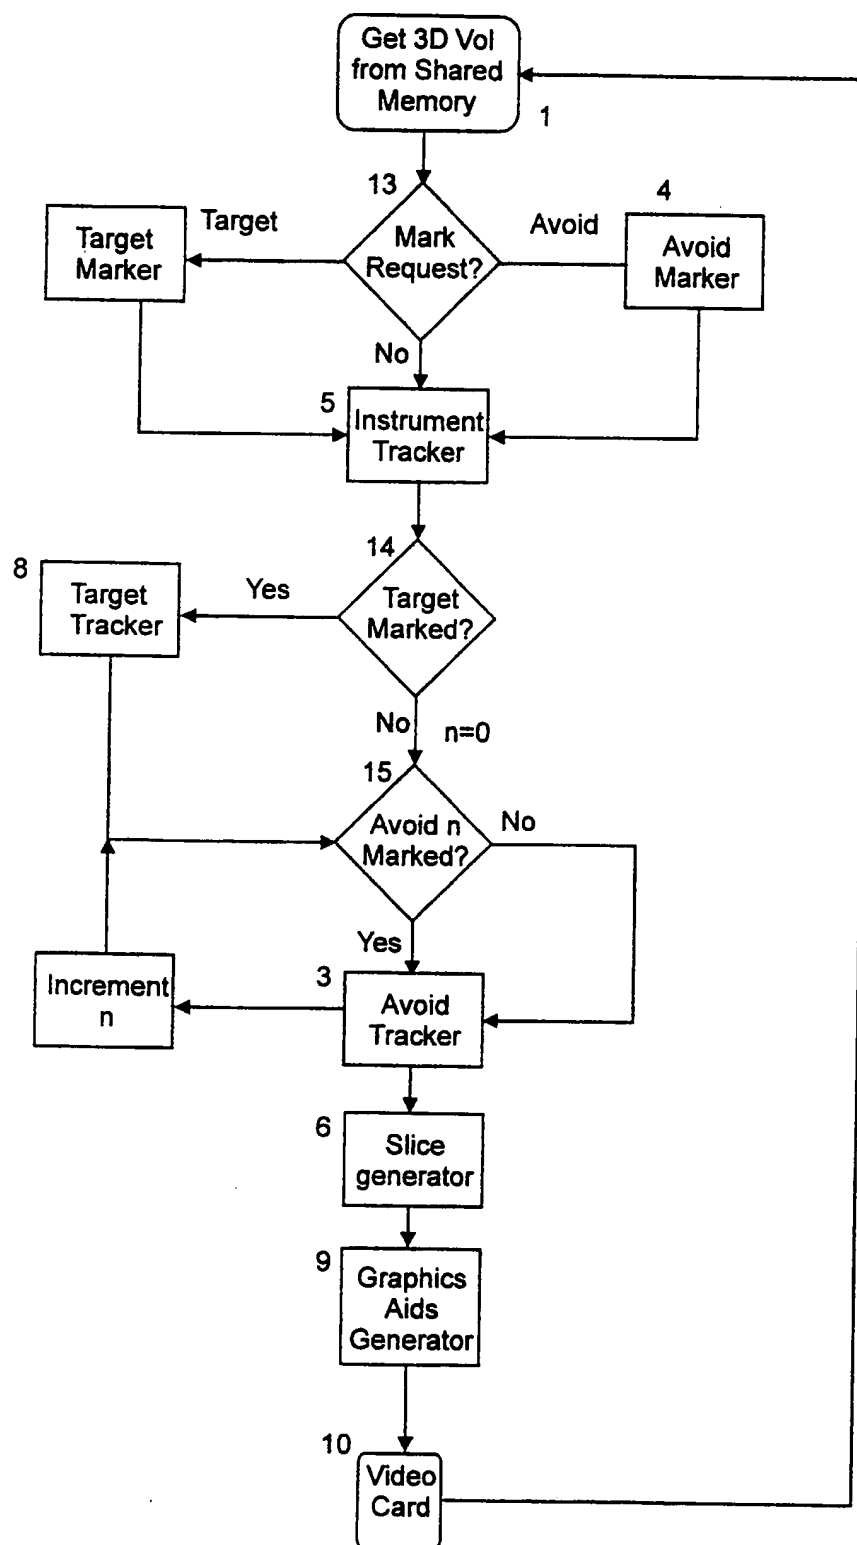 Get 3D Vol
from Shared
Memory
1
13
4
Target
Marker
Target
Mark
Request?
Avoid
Avoid
Marker
No
5
Instrument
Tracker
14
8
Target
Tracker
Yes
Target
Marked?
No
n=0
15
Avoid n
Marked?
No
Yes
3
Increment
n
Avoid
Tracker
6
Slice
generator
9
Graphics
Aids
Generator
10
Video
Card